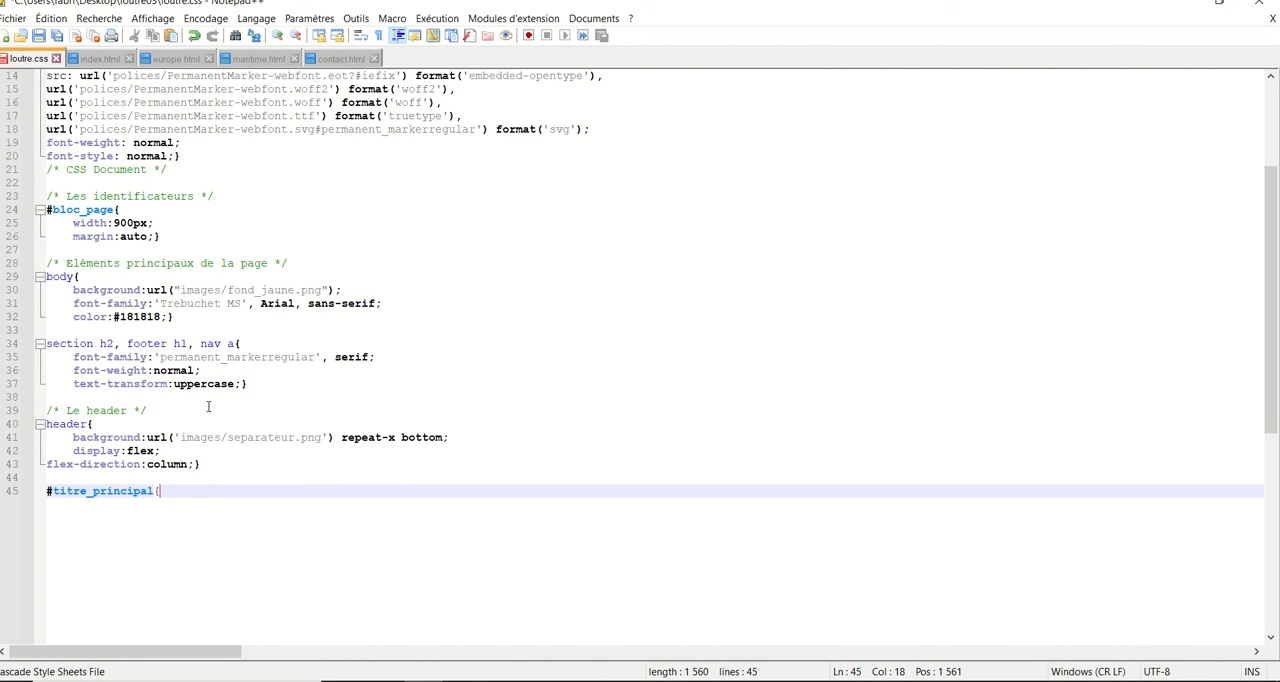 *C:\Users\fabri\Desktop\loutre05\loutre.css - Notepad++
Fichier Édition Recherche Affichage Encodage Langage Paramètres Outils Macro Exécution Modules d'extension Documents ? X
loutre.css index.html europe.html maritime.html contact.html
14 src: url('polices/PermanentMarker-webfont.eot?#iefix') format('embedded-opentype'),
15 url('polices/PermanentMarker-webfont.woff2') format('woff2'),
16 url('polices/PermanentMarker-webfont.woff') format('woff'),
17 url('polices/PermanentMarker-webfont.ttf') format('truetype'),
18 url('polices/PermanentMarker-webfont.svg#permanent_markerregular') format('svg');
19 font-weight: normal;
20 font-style: normal;}
21 /* CSS Document */
22
23 /* Les identificateurs */
24 #bloc_page{
25 width:900px;
26 margin:auto;}
27
28 /* Eléments principaux de la page */
29 body{
30 background:url("images/fond_jaune.png");
31 font-family:'Trebuchet MS', Arial, sans-serif;
32 color:#181818;}
33
34 section h2, footer h1, nav a{
35 font-family:'permanent_markerregular', serif;
36 font-weight:normal;
37 text-transform:uppercase;}
38
39 /* Le header */
40 header{
41 background:url('images/separateur.png') repeat-x bottom;
42 display:flex;
43 flex-direction:column;}
44
45 #titre_principal{
ascade Style Sheets File length : 1 560 lines : 45 Ln : 45 Col : 18 Pos : 1 561 Windows (CR LF) UTF-8 INS